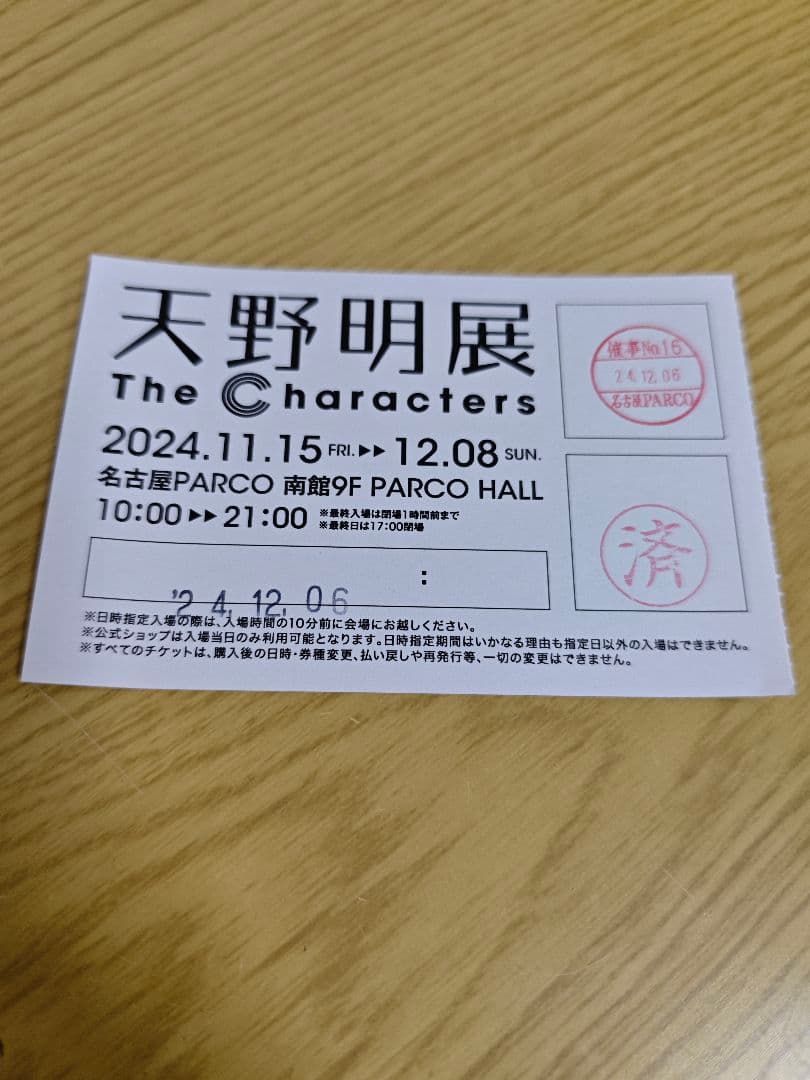 天野明展
The Characters
2024.11.15 FRI. ▶▶ 12.08 SUN.
名古屋PARCO 南館9F PARCO HALL
10:00 ▶▶ 21:00 ※最終入場は閉場1時間前まで
※最終日は17:00閉場
:
'24.12.06
※日時指定入場の際は、入場時間の10分前に会場にお越しください。
※公式ショップは入場当日のみ利用可能となります。日時指定期間はいかなる理由も指定日以外の入場はできません。
※すべてのチケットは、購入後の日時・券種変更、払い戻しや再発行等、一切の変更はできません。
催事No16
24.12.06
名古屋PARCO
済